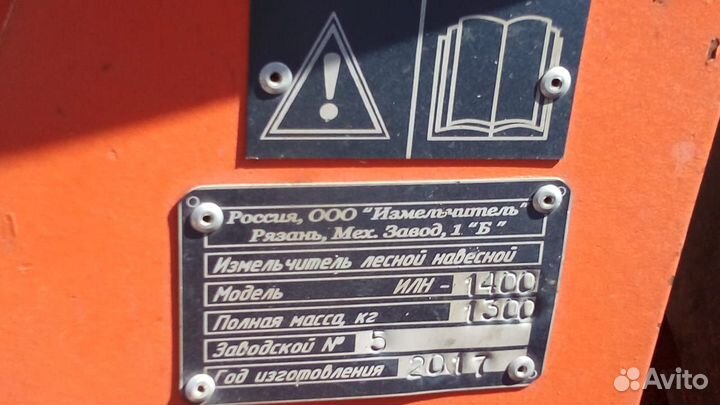 Россия, ООО "Измельчитель"
Рязань, Мех. Завод, 1 "Б"
Измельчитель лесной навесной
Модель ИЛН - 1400
Полная масса, кг 1300
Заводской № 5
Год изготовления 2017
Avito